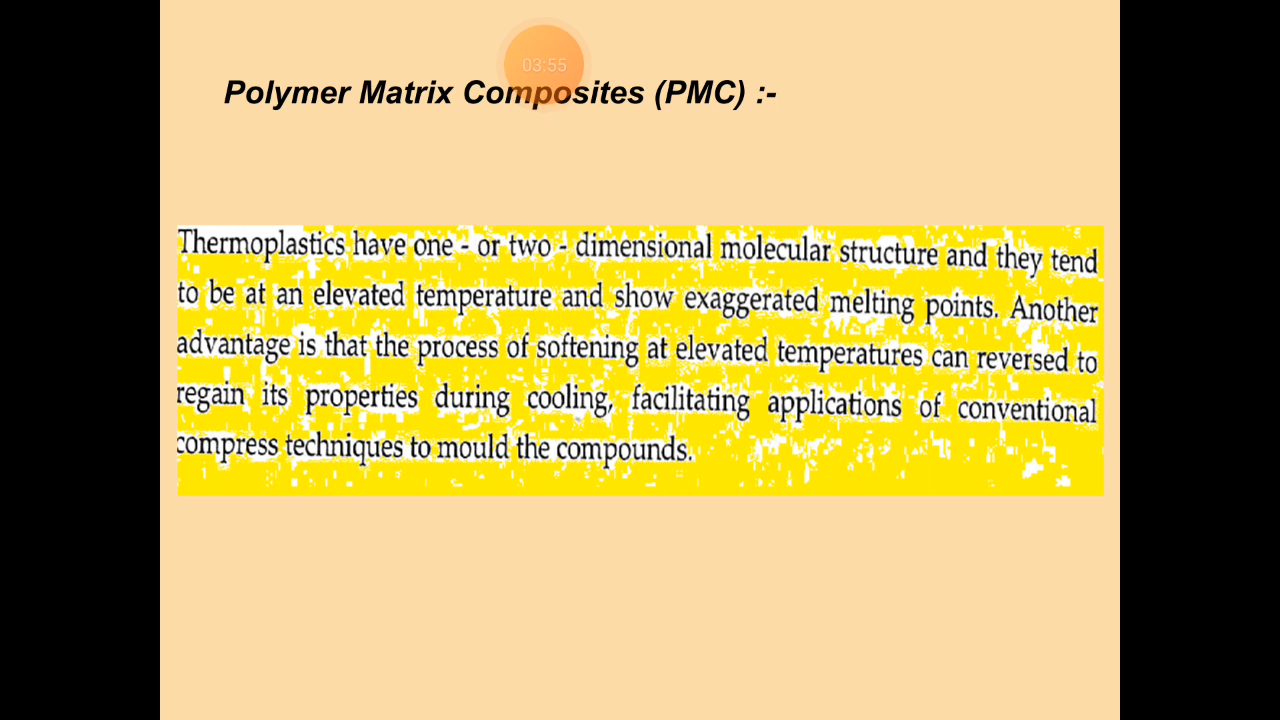 03:55
Polymer Matrix Composites (PMC) :-
Thermoplastics have one - or two - dimensional molecular structure and they tend
to be at an elevated temperature and show exaggerated melting points. Another
advantage is that the process of softening at elevated temperatures can reversed to
regain its properties during cooling, facilitating applications of conventional
compress techniques to mould the compounds.